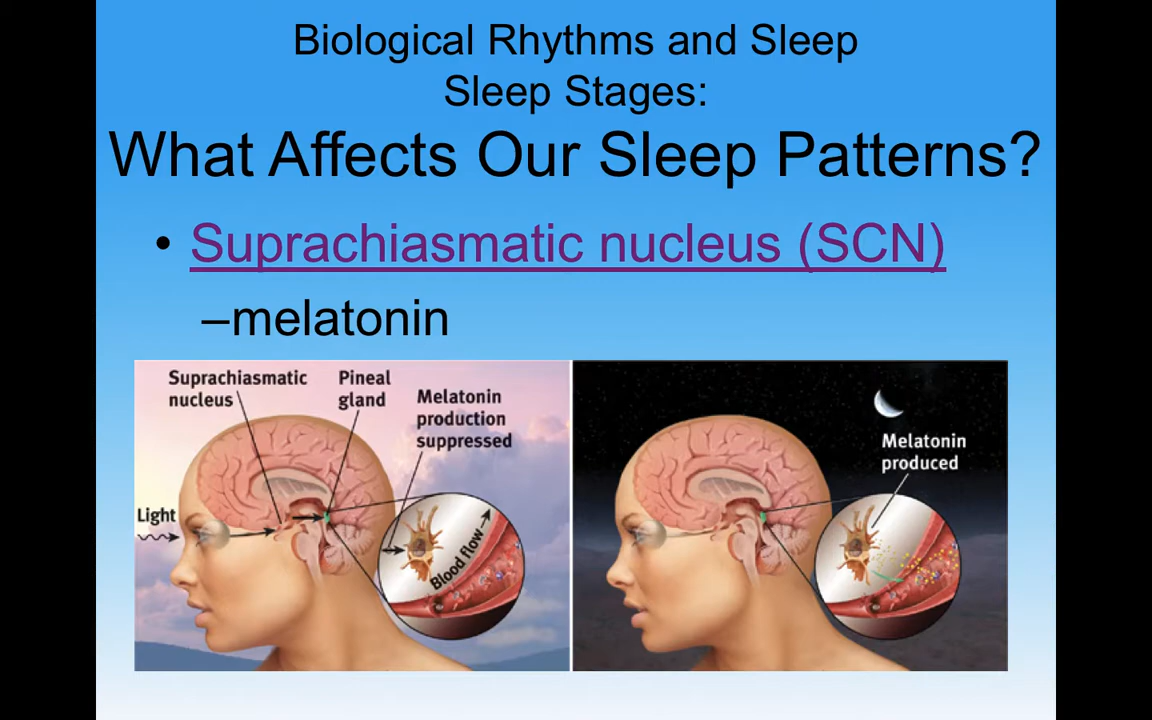 Biological Rhythms and Sleep
Sleep Stages:
What Affects Our Sleep Patterns?
• Suprachiasmatic nucleus (SCN)
–melatonin
Suprachiasmatic
nucleus
Pineal
gland
Melatonin
production
suppressed
Light
Blood flow
Melatonin
produced